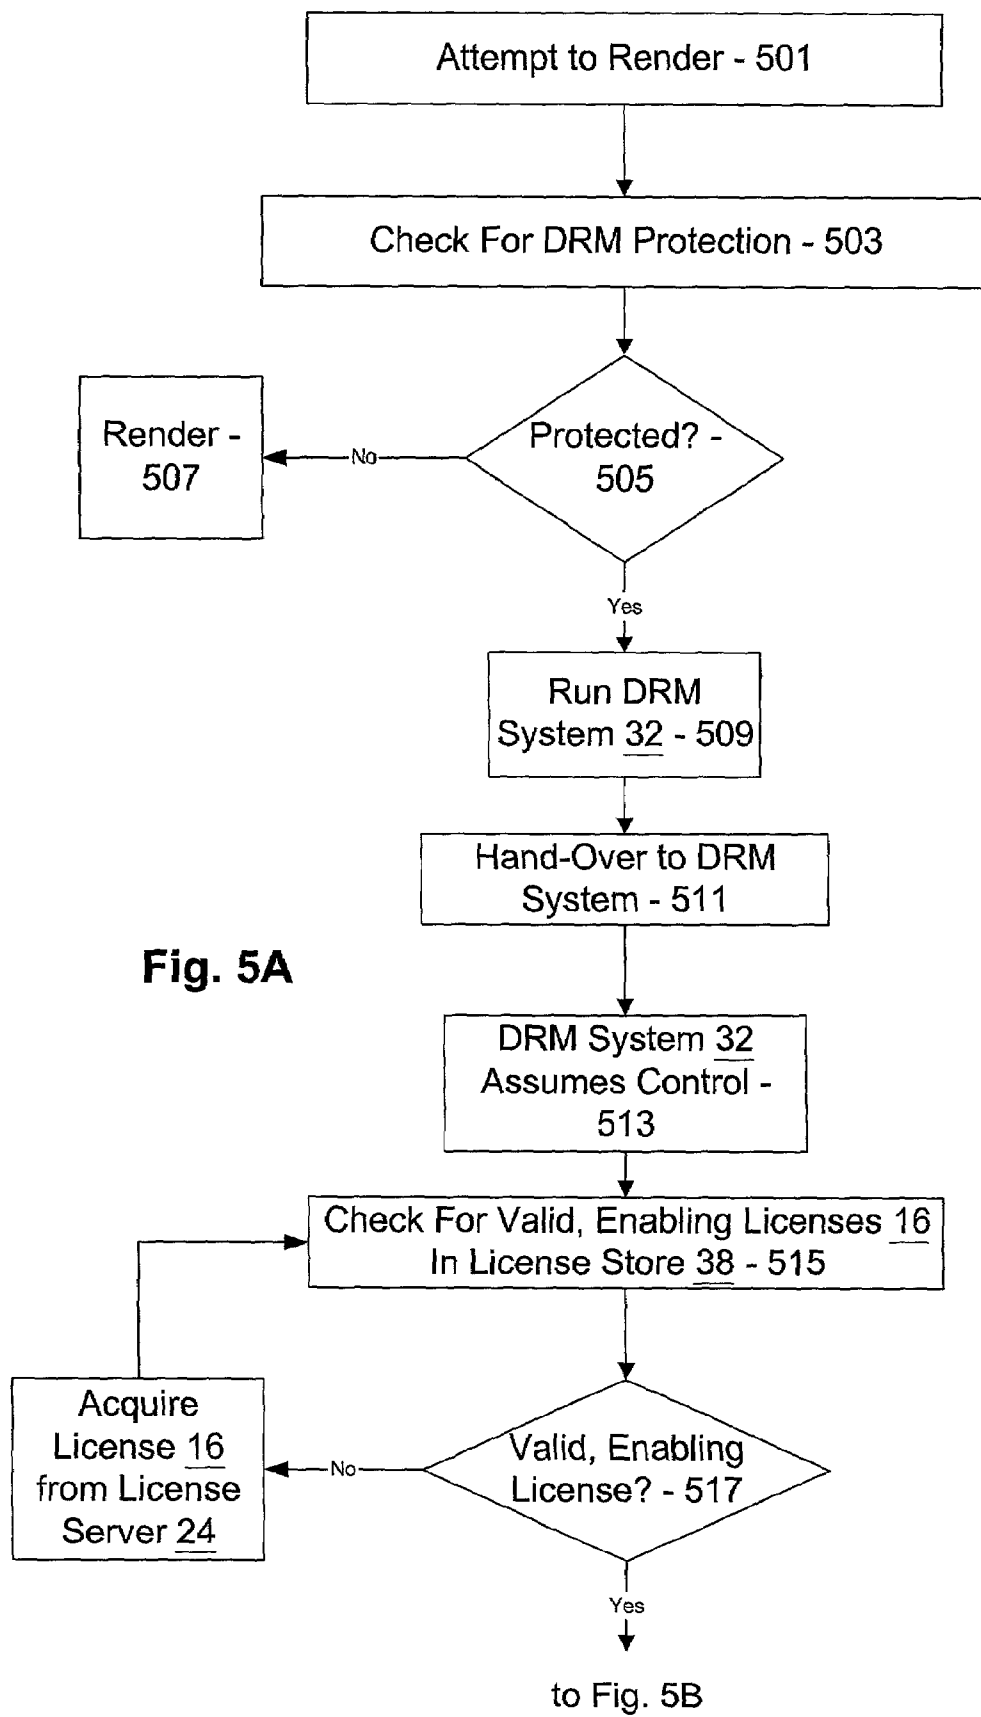 Attempt to Render - 501
Check For DRM Protection - 503
Protected? -
505
No
Render -
507
Yes
Run DRM
System 32 - 509
Hand-Over to DRM
System - 511
Fig. 5A
DRM System 32
Assumes Control -
513
Check For Valid, Enabling Licenses 16
In License Store 38 - 515
Valid, Enabling
License? - 517
No
Acquire
License 16
from License
Server 24
Yes
to Fig. 5B